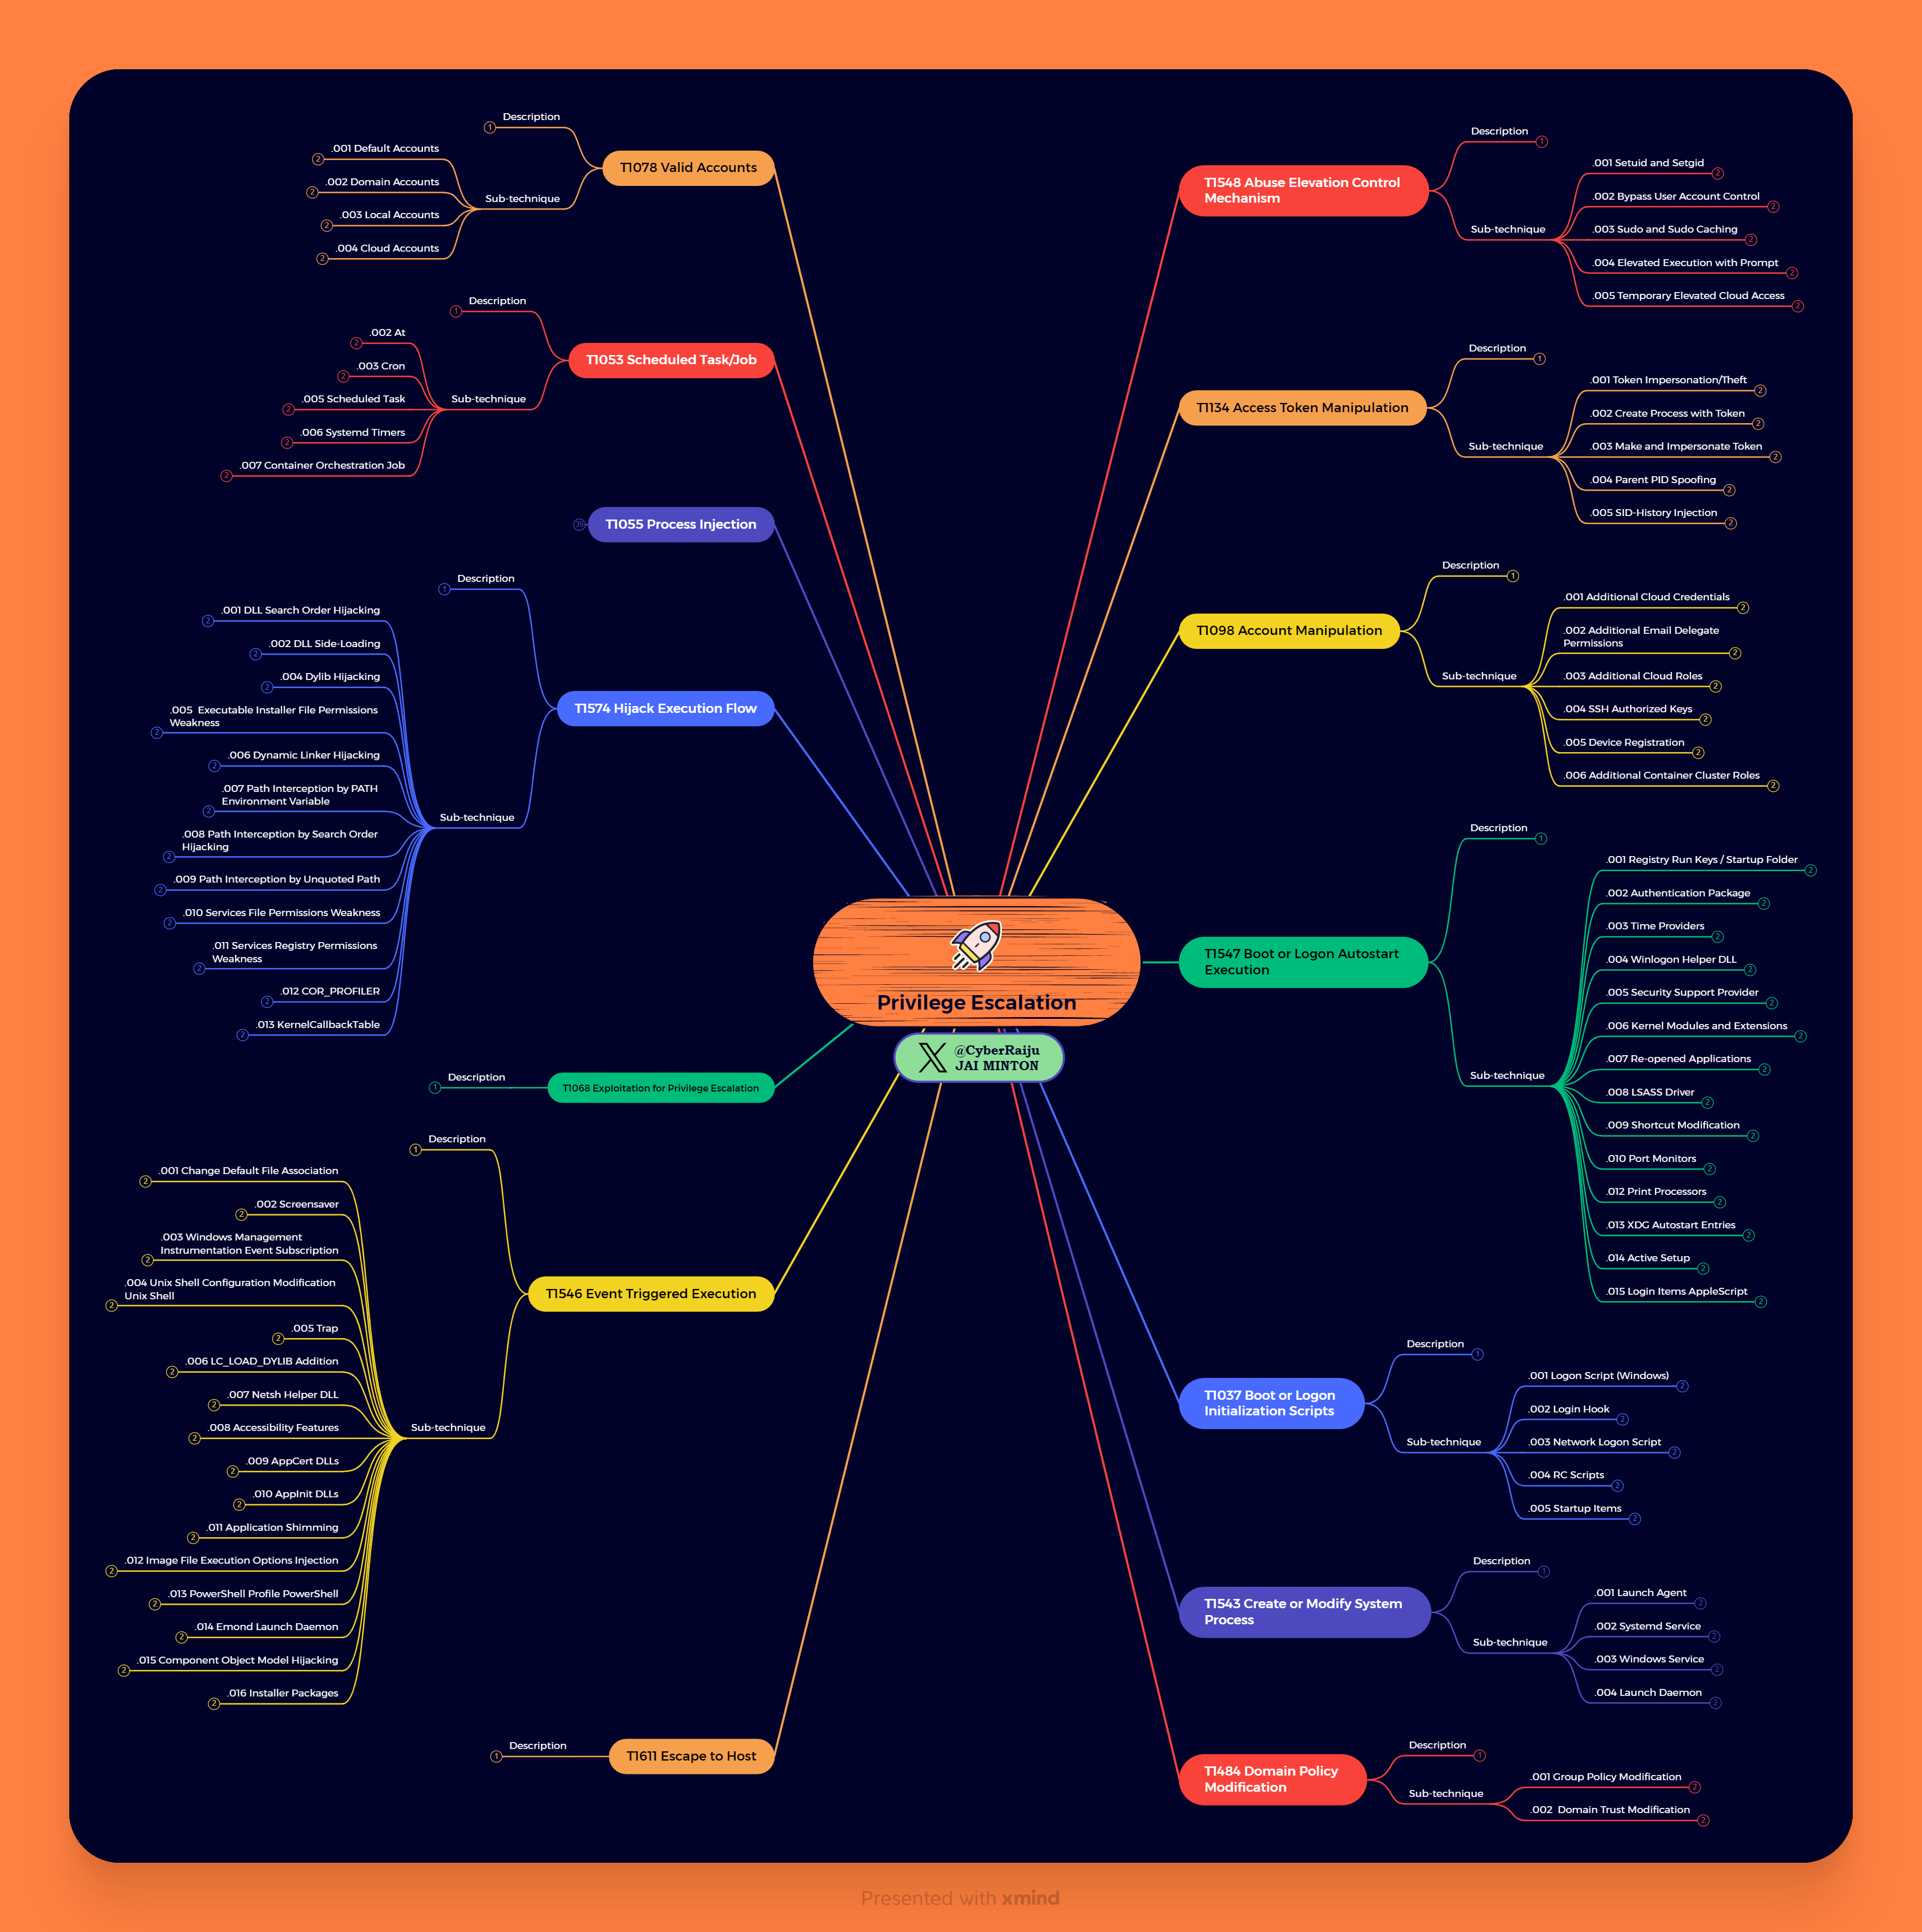 Privilege Escalation
@CyberRaiju
JAI MINTON
T1548 Abuse Elevation Control
Mechanism
Description
1
Sub-technique
.001 Setuid and Setgid
2
.002 Bypass User Account Control
2
.003 Sudo and Sudo Caching
2
.004 Elevated Execution with Prompt
2
.005 Temporary Elevated Cloud Access
2
T1134 Access Token Manipulation
Description
1
Sub-technique
.001 Token Impersonation/Theft
2
.002 Create Process with Token
2
.003 Make and Impersonate Token
2
.004 Parent PID Spoofing
2
.005 SID-History Injection
2
T1098 Account Manipulation
Description
1
Sub-technique
.001 Additional Cloud Credentials
2
.002 Additional Email Delegate
Permissions
2
.003 Additional Cloud Roles
2
.004 SSH Authorized Keys
2
.005 Device Registration
2
.006 Additional Container Cluster Roles
2
T1547 Boot or Logon Autostart
Execution
Description
1
Sub-technique
.001 Registry Run Keys / Startup Folder
2
.002 Authentication Package
2
.003 Time Providers
2
.004 Winlogon Helper DLL
2
.005 Security Support Provider
2
.006 Kernel Modules and Extensions
2
.007 Re-opened Applications
2
.008 LSASS Driver
2
.009 Shortcut Modification
2
.010 Port Monitors
2
.012 Print Processors
2
.013 XDG Autostart Entries
2
.014 Active Setup
2
.015 Login Items AppleScript
2
T1037 Boot or Logon
Initialization Scripts
Description
1
Sub-technique
.001 Logon Script (Windows)
2
.002 Login Hook
2
.003 Network Logon Script
2
.004 RC Scripts
2
.005 Startup Items
2
T1543 Create or Modify System
Process
Description
1
Sub-technique
.001 Launch Agent
2
.002 Systemd Service
2
.003 Windows Service
2
.004 Launch Daemon
2
T1484 Domain Policy
Modification
Description
1
Sub-technique
.001 Group Policy Modification
2
.002 Domain Trust Modification
2
T1078 Valid Accounts
Description
1
Sub-technique
.001 Default Accounts
2
.002 Domain Accounts
2
.003 Local Accounts
2
.004 Cloud Accounts
2
T1053 Scheduled Task/Job
Description
1
Sub-technique
.002 At
2
.003 Cron
2
.005 Scheduled Task
2
.006 Systemd Timers
2
.007 Container Orchestration Job
2
T1055 Process Injection
39
T1574 Hijack Execution Flow
Description
1
Sub-technique
.001 DLL Search Order Hijacking
2
.002 DLL Side-Loading
2
.004 Dylib Hijacking
2
.005 Executable Installer File Permissions
Weakness
2
.006 Dynamic Linker Hijacking
2
.007 Path Interception by PATH
Environment Variable
2
.008 Path Interception by Search Order
Hijacking
2
.009 Path Interception by Unquoted Path
2
.010 Services File Permissions Weakness
2
.011 Services Registry Permissions
Weakness
2
.012 COR_PROFILER
2
.013 KernelCallbackTable
2
T1068 Exploitation for Privilege Escalation
Description
1
T1546 Event Triggered Execution
Description
1
Sub-technique
.001 Change Default File Association
2
.002 Screensaver
2
.003 Windows Management
Instrumentation Event Subscription
2
.004 Unix Shell Configuration Modification
Unix Shell
2
.005 Trap
2
.006 LC_LOAD_DYLIB Addition
2
.007 Netsh Helper DLL
2
.008 Accessibility Features
2
.009 AppCert DLLs
2
.010 AppInit DLLs
2
.011 Application Shimming
2
.012 Image File Execution Options Injection
2
.013 PowerShell Profile PowerShell
2
.014 Emond Launch Daemon
2
.015 Component Object Model Hijacking
2
.016 Installer Packages
2
T1611 Escape to Host
Description
1
Presented with xmind